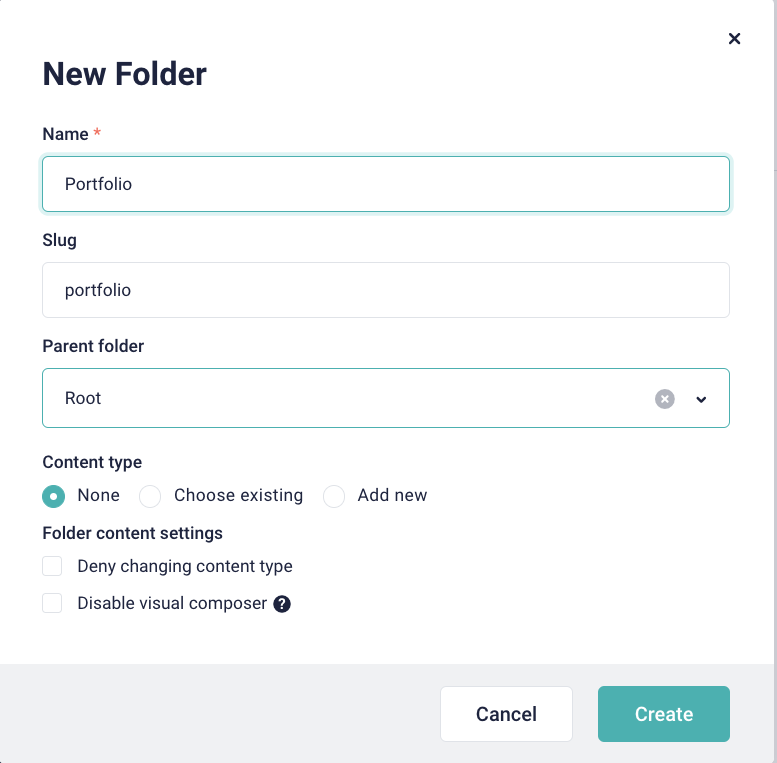 New Folder
Name *
Portfolio
Slug
portfolio
Parent folder
Root
Content type
None Choose existing Add new
Folder content settings
Deny changing content type
Disable visual composer ?
Cancel Create